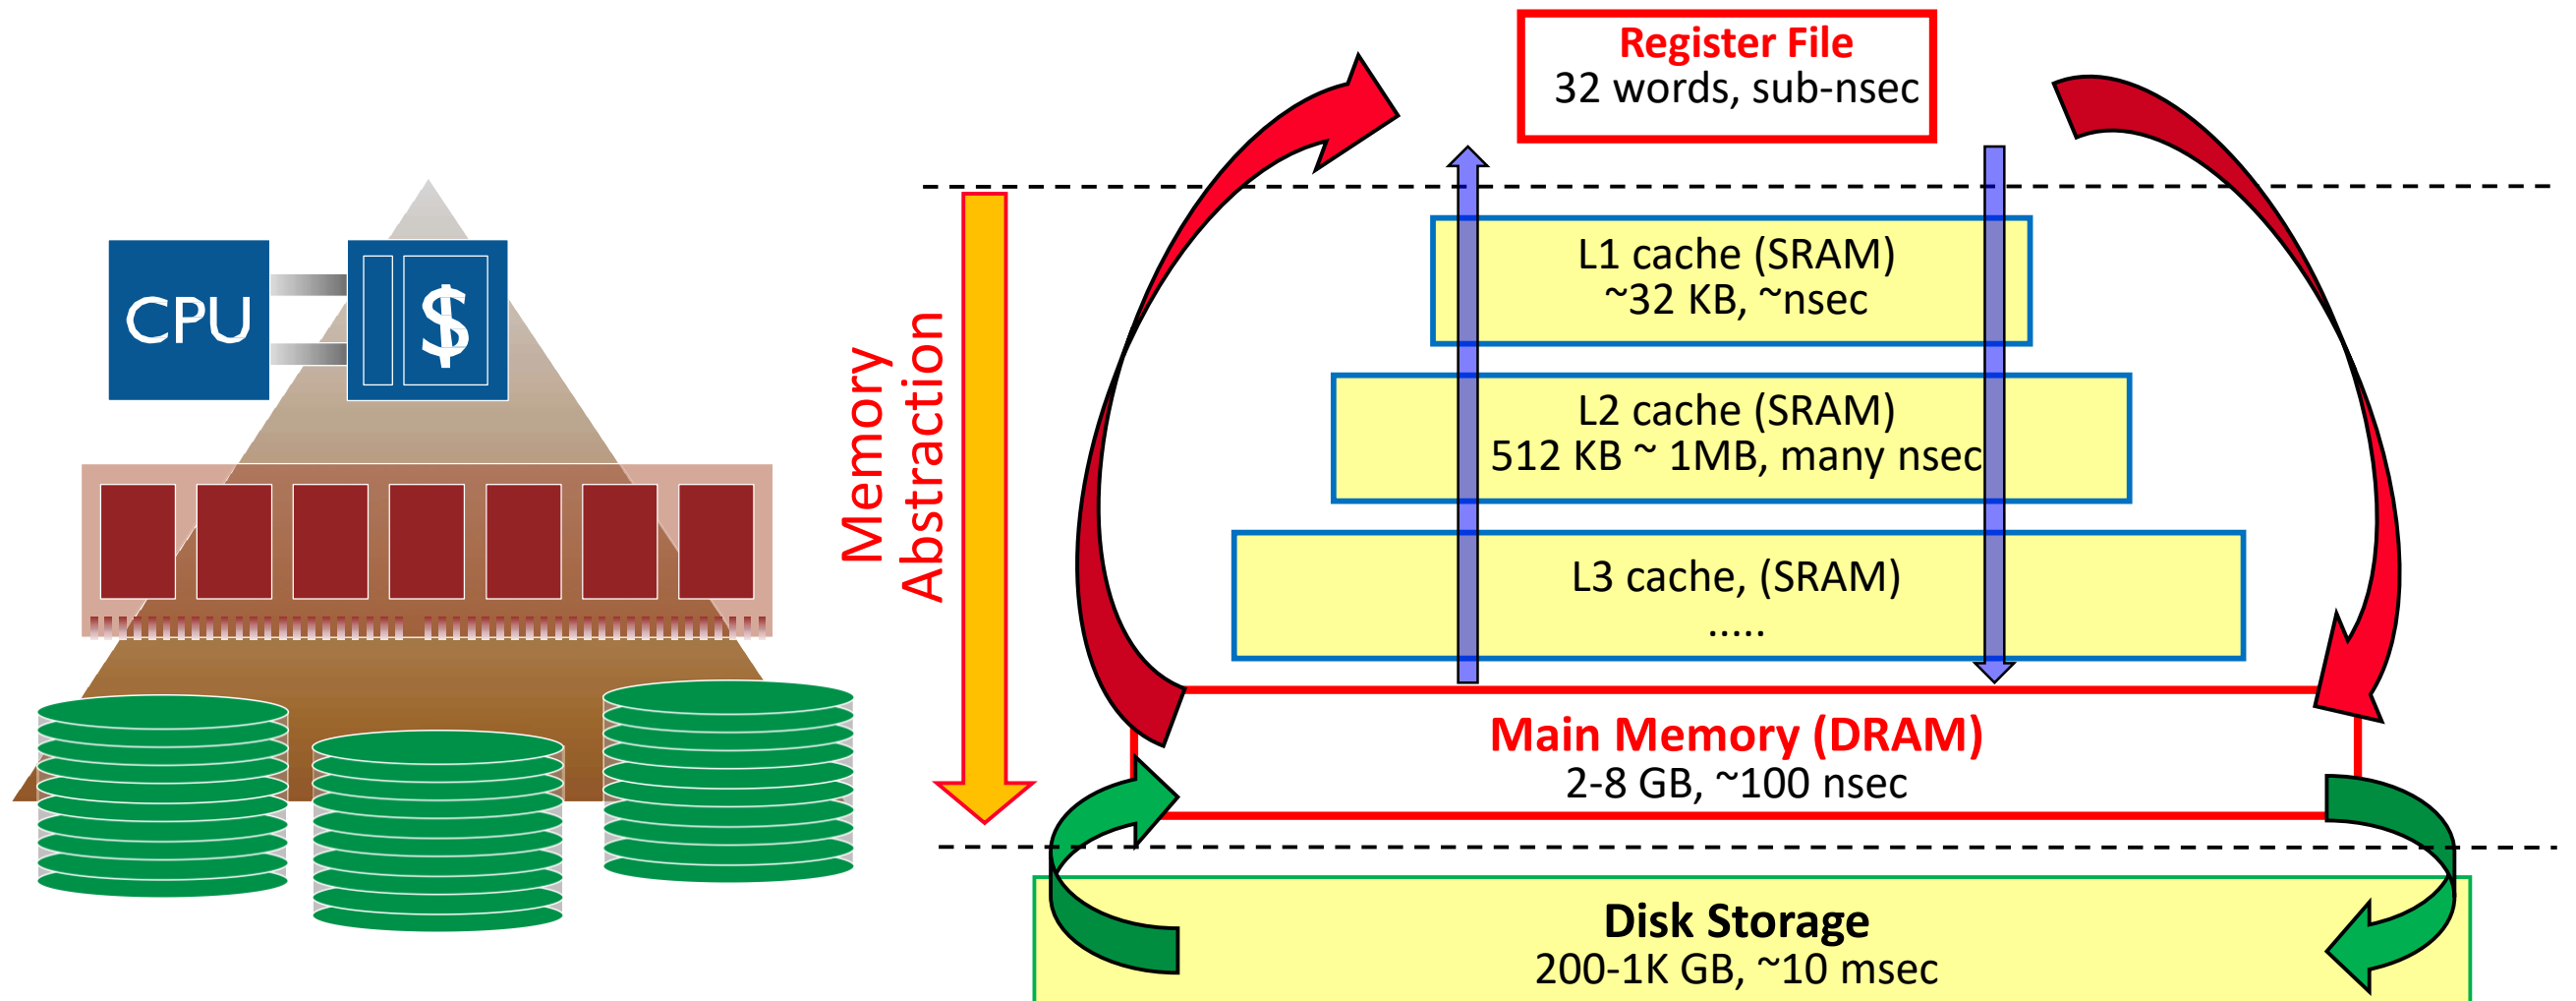 CPU
$
Memory
Abstraction
Register File
32 words, sub-nsec
L1 cache (SRAM)
~32 KB, ~nsec
L2 cache (SRAM)
512 KB ~ 1MB, many nsec
L3 cache, (SRAM)
.....
Main Memory (DRAM)
2-8 GB, ~100 nsec
Disk Storage
200-1K GB, ~10 msec